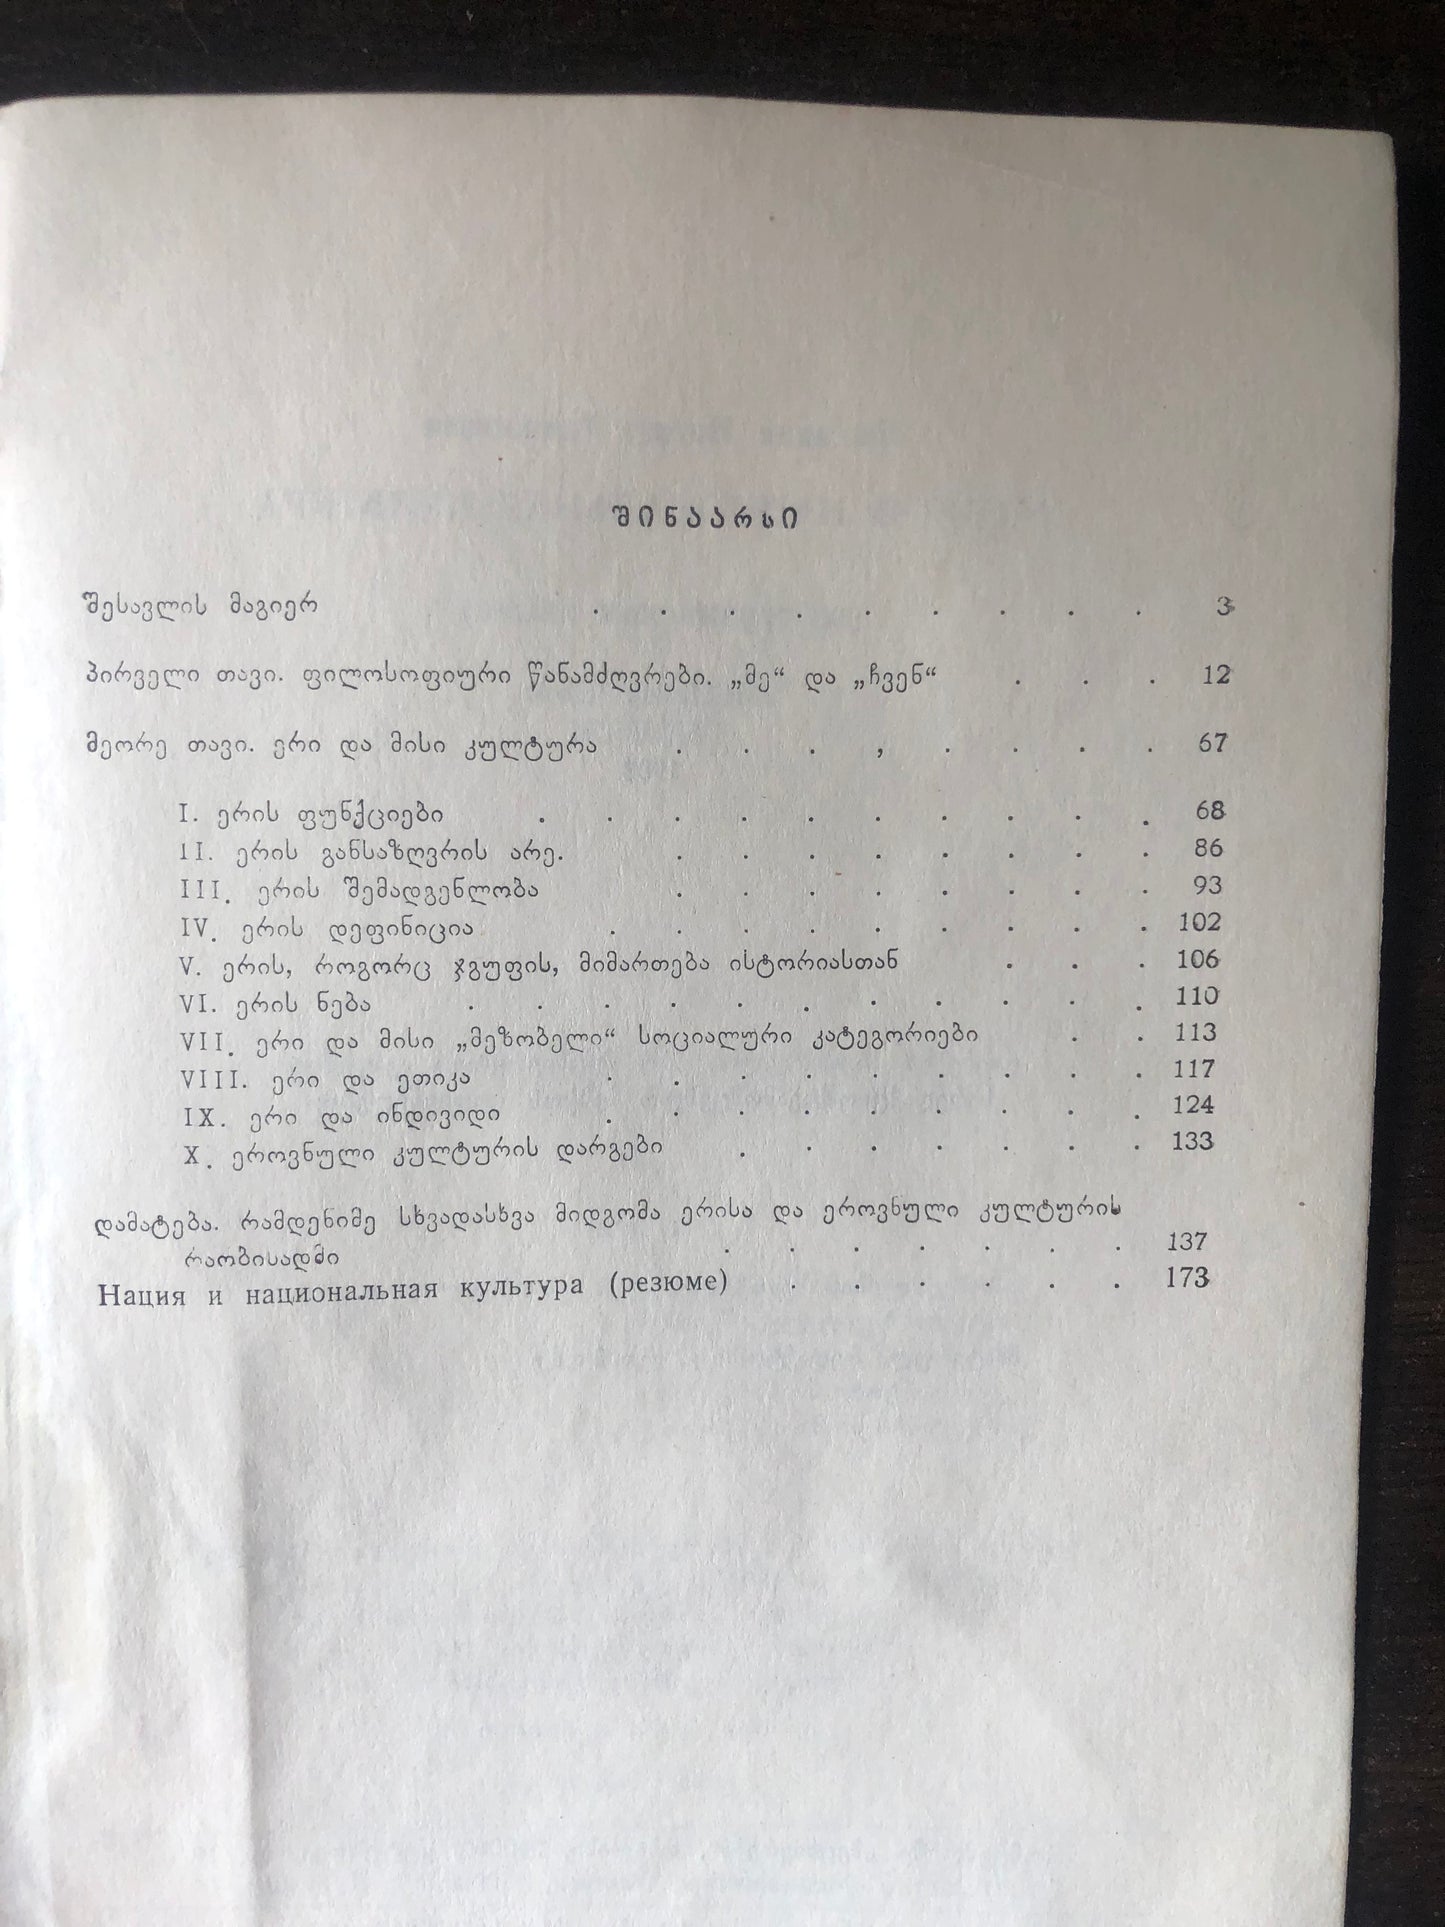 შინაარსი
შესავლის მაგიერ . . . . . . . . . 3
პირველი თავი. ფილოსოფიური წანამძღვრები. „მე“ და „ჩვენ“ . . . 12
მეორე თავი. ერი და მისი კულტურა . . . , . . . . 67
I. ერის ფუნქციები . . . . . . . . . . 68
II. ერის განსაზღვრის არე. . . . . . . . . 86
III. ერის შემადგენლობა . . . . . . . . 93
IV. ერის დეფინიცია . . . . . . . . . 102
V. ერის, როგორც ჯგუფის, მიმართება ისტორიასთან . . . 106
VI. ერის ნება . . . . . . . . . . . 110
VII. ერი და მისი „მეზობელი“ სოციალური კატეგორიები . . 113
VIII. ერი და ეთიკა . . . . . . . . . 117
IX. ერი და ინდივიდი . . . . . . . . . 124
X. ეროვნული კულტურის დარგები . . . . . . . 133
დამატება. რამდენიმე სხვადასხვა მიდგომა ერისა და ეროვნული კულტურის
რაობისადმი . . . . . . . 137
Нация и национальная культура (резюме) . . . . . . 173